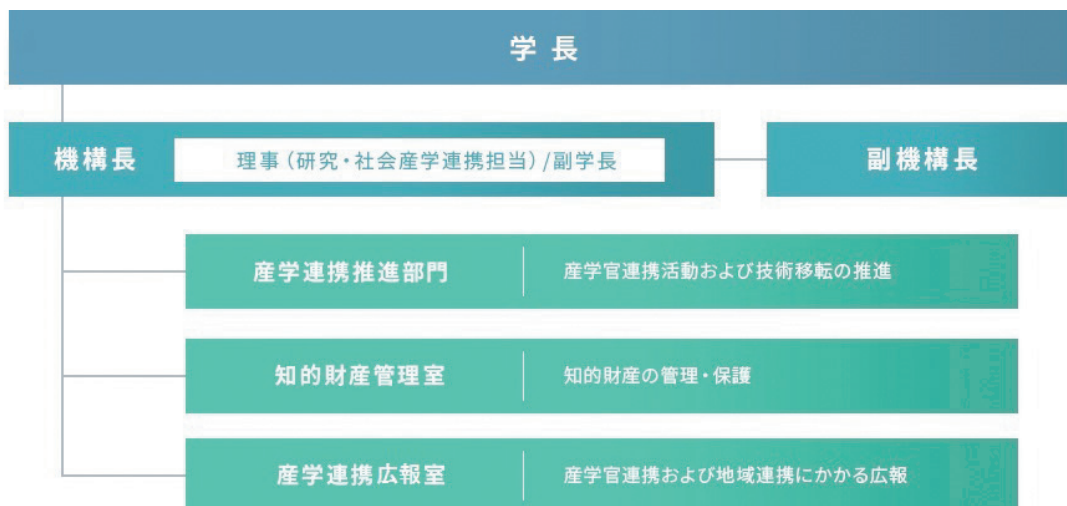 学長
機構長 理事（研究・社会産学連携担当）/副学長 副機構長
産学連携推進部門 産学官連携活動および技術移転の推進
知的財産管理室 知的財産の管理・保護
産学連携広報室 産学官連携および地域連携にかかる広報